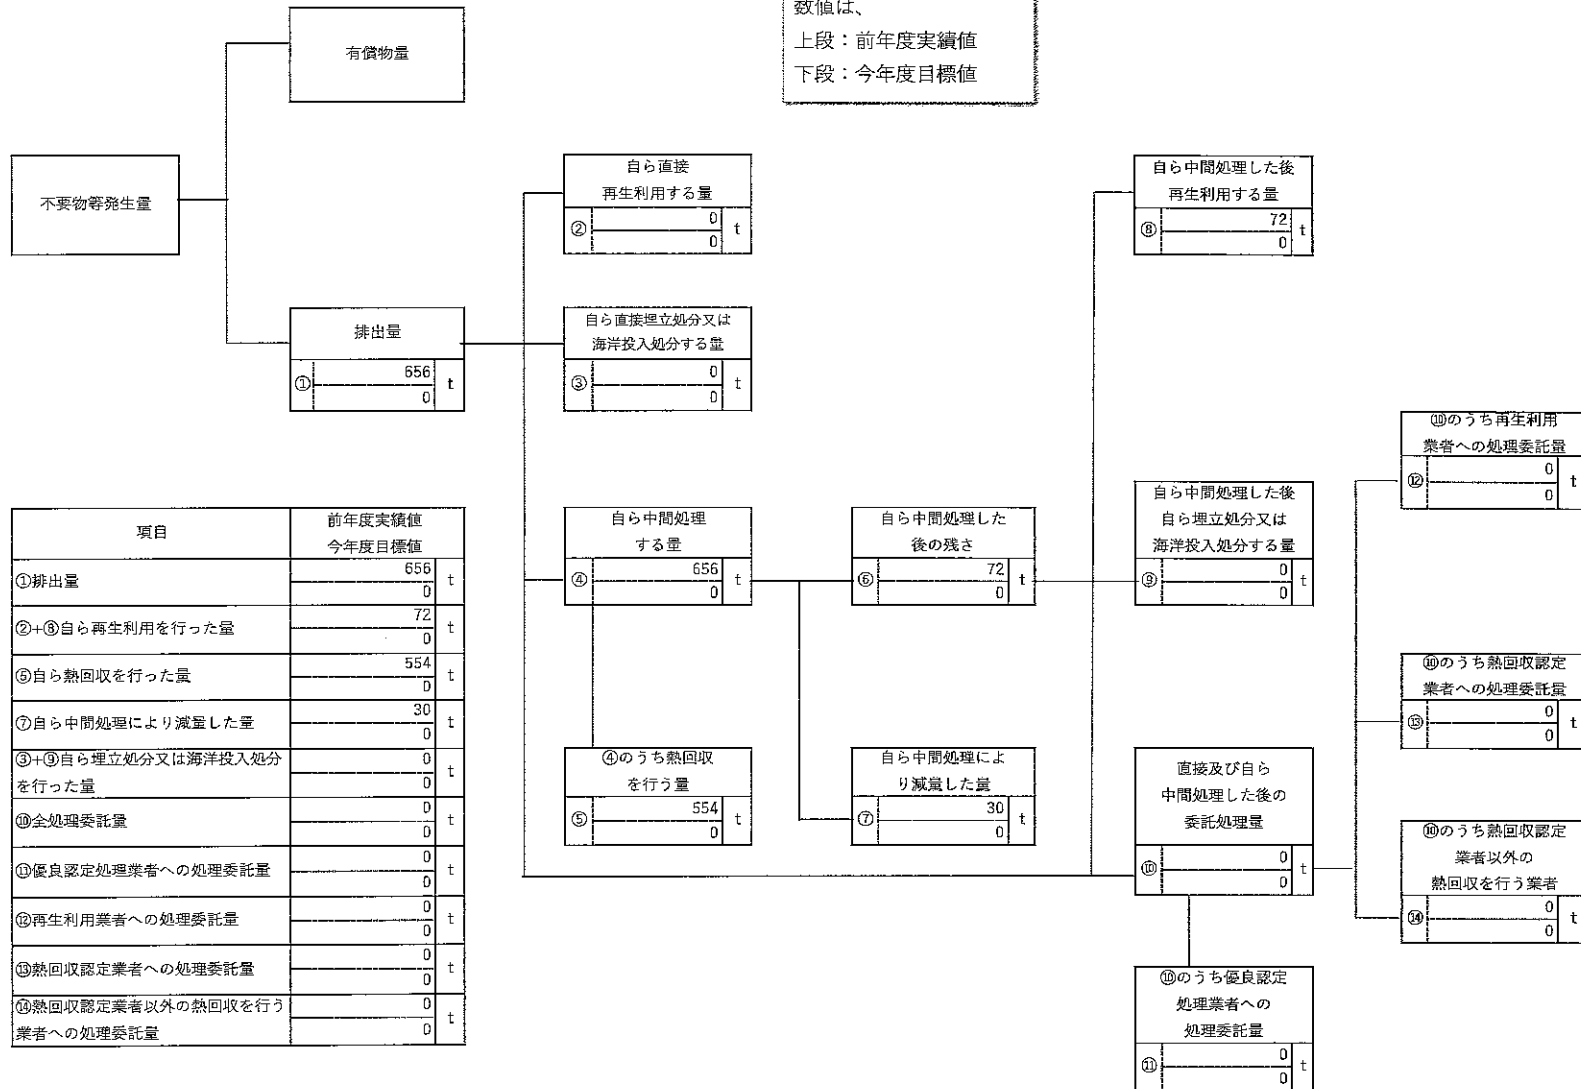 数値は、
上段：前年度実績値
下段：今年度目標値
有償物量
不要物等発生量
排出量
① 656 t
0
自ら直接
再生利用する量
② 0 t
0
自ら直接埋立処分又は
海洋投入処分する量
③ 0 t
0
自ら中間処理
する量
④ 656 t
0
④のうち熱回収
を行う量
⑤ 554 t
0
自ら中間処理した
後の残さ
⑥ 72 t
0
自ら中間処理によ
り減量した量
⑦ 30 t
0
自ら中間処理した後
再生利用する量
⑧ 72 t
0
自ら中間処理した後
自ら埋立処分又は
海洋投入処分する量
⑨ 0 t
0
直接及び自ら
中間処理した後の
委託処理量
⑩ 0 t
0
⑩のうち優良認定
処理業者への
処理委託量
⑪ 0 t
0
⑩のうち再生利用
業者への処理委託量
⑫ 0 t
0
⑩のうち熱回収認定
業者への処理委託量
⑬ 0 t
0
⑩のうち熱回収認定
業者以外の
熱回収を行う業者
⑭ 0 t
0
項目 前年度実績値
今年度目標値
①排出量 656 t
0
②+⑧自ら再生利用を行った量 72 t
0
⑤自ら熱回収を行った量 554 t
0
⑦自ら中間処理により減量した量 30 t
0
③+⑨自ら埋立処分又は海洋投入処分 0 t
を行った量 0
⑩全処理委託量 0 t
0
⑪優良認定処理業者への処理委託量 0 t
0
⑫再生利用業者への処理委託量 0 t
0
⑬熱回収認定業者への処理委託量 0 t
0
⑭熱回収認定業者以外の熱回収を行う 0 t
業者への処理委託量 0